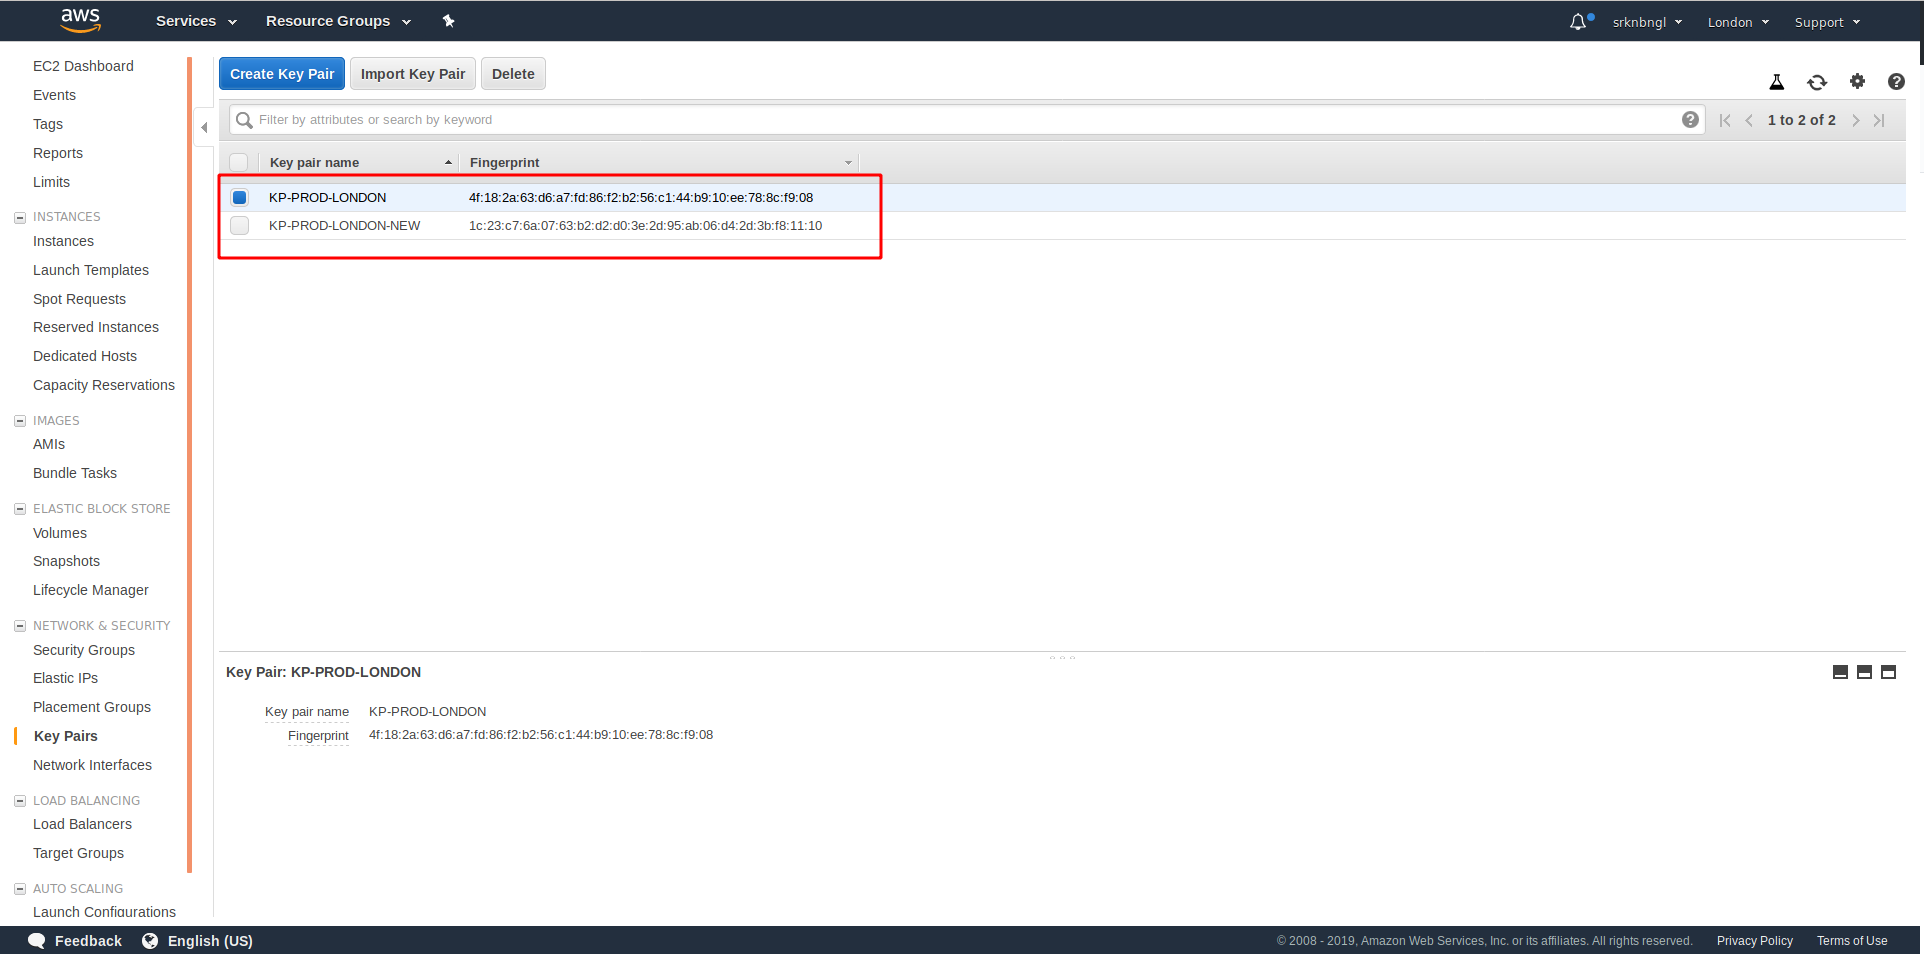 aws Services Resource Groups srknbngl London Support
EC2 Dashboard
Events
Tags
Reports
Limits
INSTANCES
Instances
Launch Templates
Spot Requests
Reserved Instances
Dedicated Hosts
Capacity Reservations
IMAGES
AMIs
Bundle Tasks
ELASTIC BLOCK STORE
Volumes
Snapshots
Lifecycle Manager
NETWORK & SECURITY
Security Groups
Elastic IPs
Placement Groups
Key Pairs
Network Interfaces
LOAD BALANCING
Load Balancers
Target Groups
AUTO SCALING
Launch Configurations
Create Key Pair Import Key Pair Delete
Filter by attributes or search by keyword 1 to 2 of 2
Key pair name Fingerprint
KP-PROD-LONDON 4f:18:2a:63:d6:a7:fd:86:f2:b2:56:c1:44:b9:10:ee:78:8c:f9:08
KP-PROD-LONDON-NEW 1c:23:c7:6a:07:63:b2:d2:d0:3e:2d:95:ab:06:d4:2d:3b:f8:11:10
Key Pair: KP-PROD-LONDON
Key pair name KP-PROD-LONDON
Fingerprint 4f:18:2a:63:d6:a7:fd:86:f2:b2:56:c1:44:b9:10:ee:78:8c:f9:08
Feedback English (US) © 2008 - 2019, Amazon Web Services, Inc. or its affiliates. All rights reserved. Privacy Policy Terms of Use